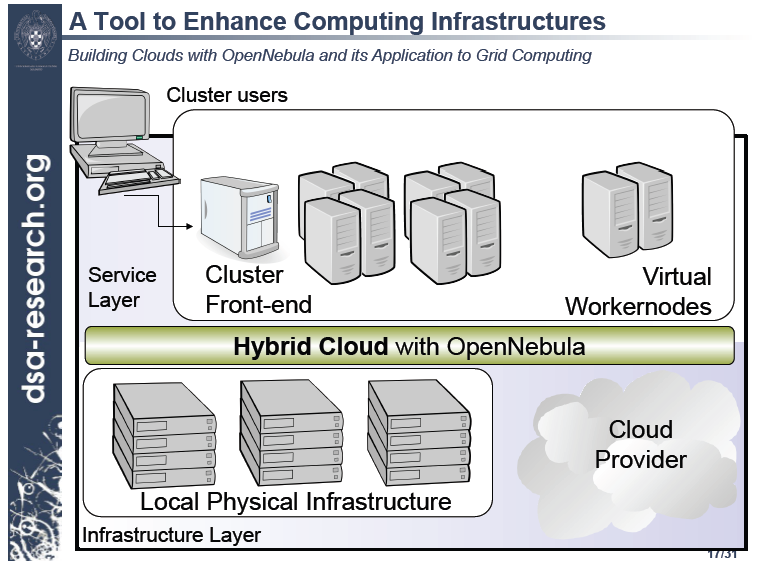 A Tool to Enhance Computing Infrastructures
Building Clouds with OpenNebula and its Application to Grid Computing
dsa-research.org
Cluster users
Service
Layer
Cluster
Front-end
Virtual
Workernodes
Hybrid Cloud with OpenNebula
Cloud
Provider
Local Physical Infrastructure
Infrastructure Layer
17/31